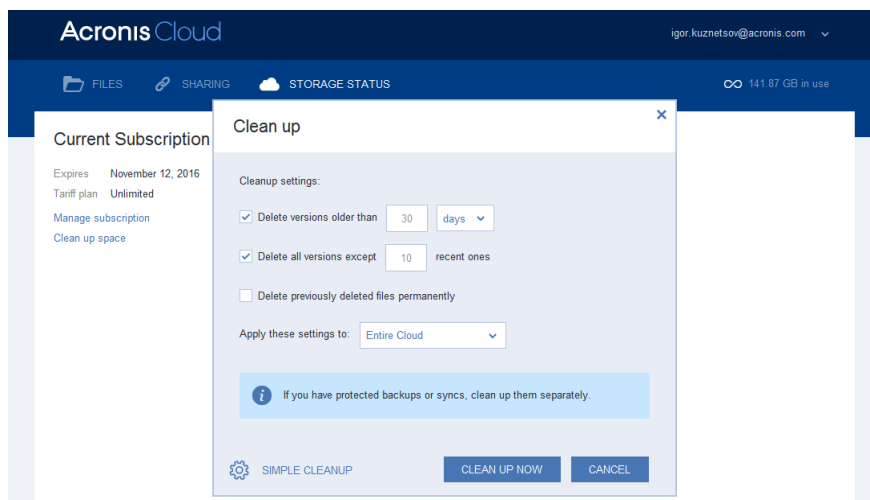 Acronis Cloud
igor.kuznetsov@acronis.com
FILES
SHARING
STORAGE STATUS
141.87 GB in use
Current Subscription
Expires November 12, 2016
Tariff plan Unlimited
Manage subscription
Clean up space
Clean up
Cleanup settings:
Delete versions older than 30 days
Delete all versions except 10 recent ones
Delete previously deleted files permanently
Apply these settings to: Entire Cloud
If you have protected backups or syncs, clean up them separately.
SIMPLE CLEANUP
CLEAN UP NOW
CANCEL